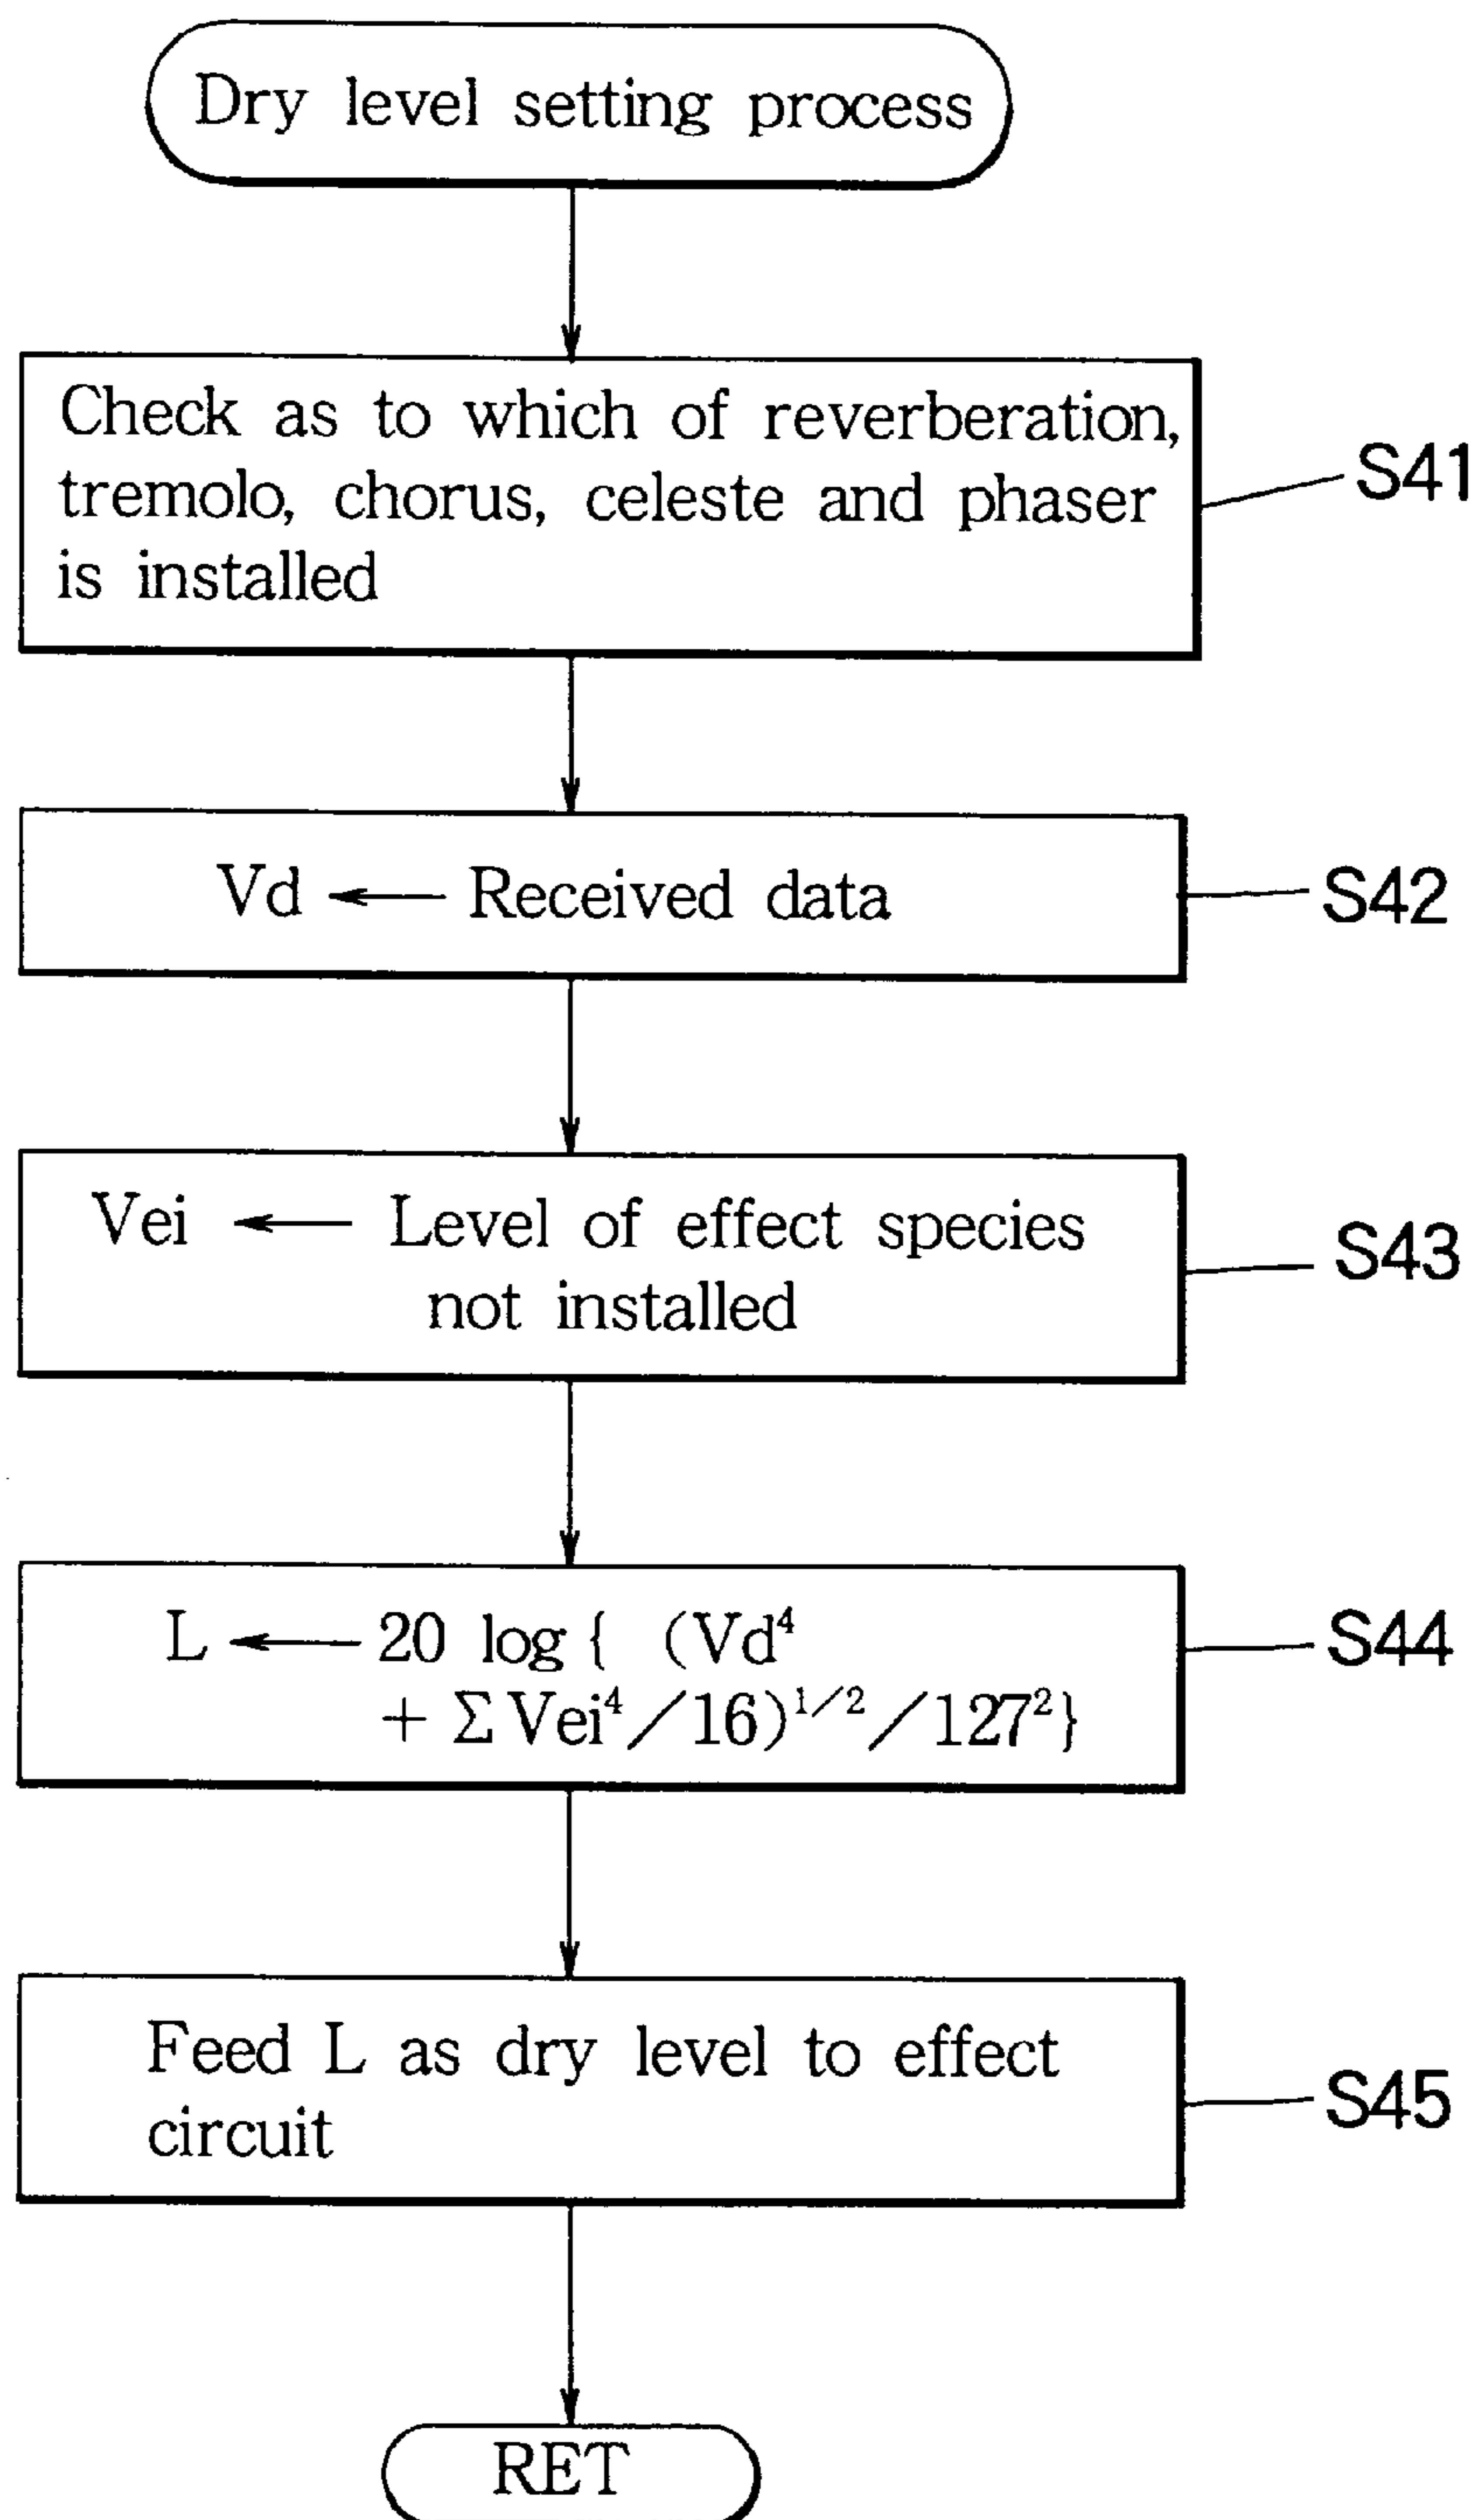 Dry level setting process
Check as to which of reverberation,
tremolo, chorus, celeste and phaser
is installed
S41
Vd ← Received data
S42
Vei ← Level of effect species
not installed
S43
L ← 20 log { (Vd⁴
+ ΣVei⁴/16)¹/²/127²}
S44
Feed L as dry level to effect
circuit
S45
RET